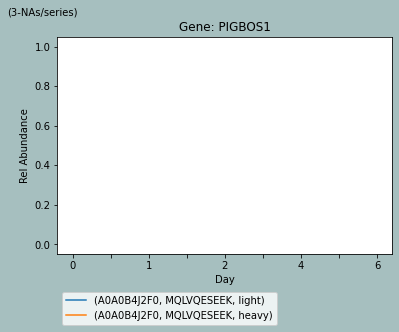 (3-NAs/series)
Gene: PIGBOS1
1.0
0.8
0.6
0.4
0.2
0.0
Rel Abundance
0 1 2 4 6
Day
(A0A0B4J2F0, MQLVQESEEK, light)
(A0A0B4J2F0, MQLVQESEEK, heavy)